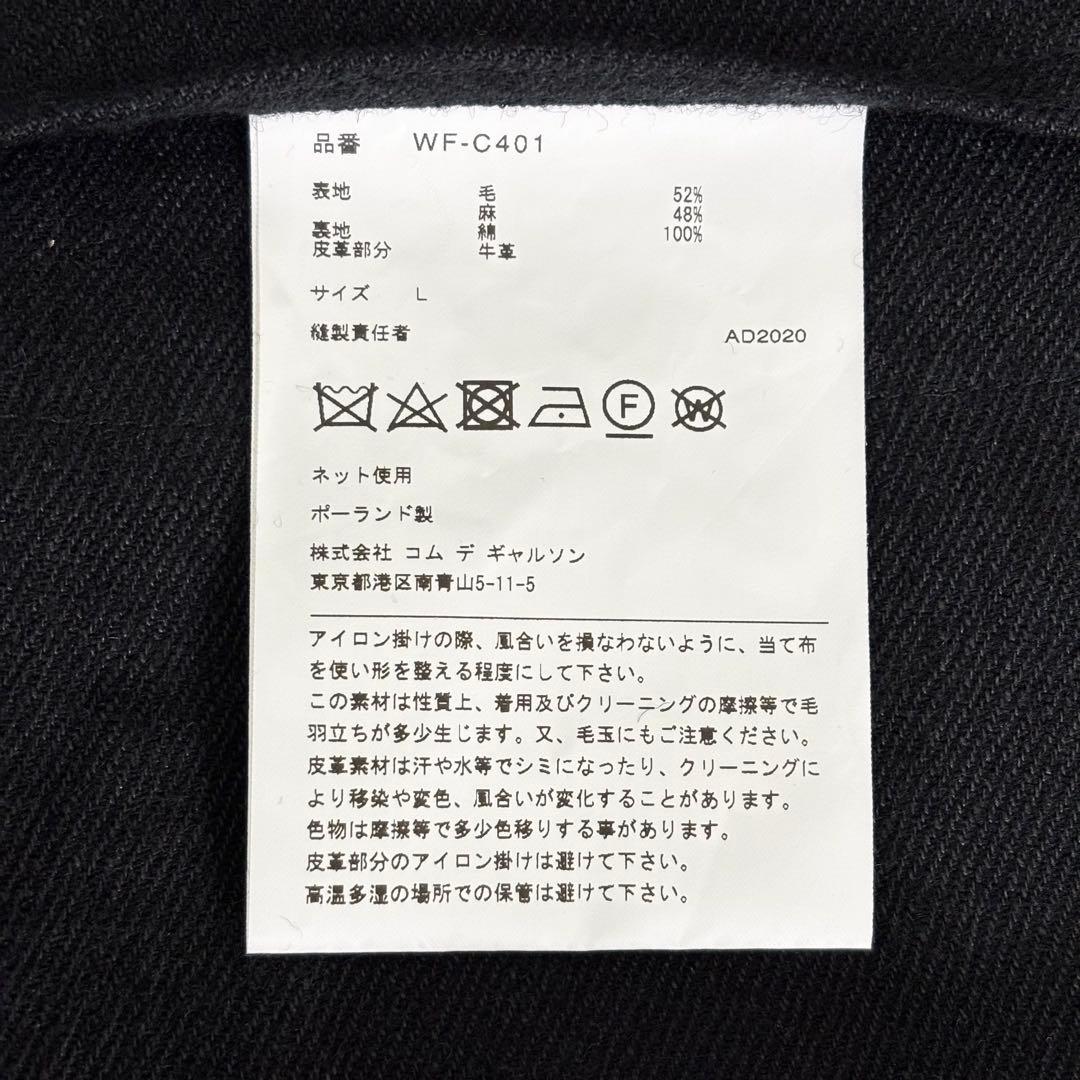 品番 WF-C401
表地 毛 52%
麻 48%
裏地 綿 100%
皮革部分 牛革
サイズ L
縫製責任者 AD2020
F W
ネット使用
ポーランド製
株式会社 コム デ ギャルソン
東京都港区南青山5-11-5
アイロン掛けの際、風合いを損なわないように、当て布
を使い形を整える程度にして下さい。
この素材は性質上、着用及びクリーニングの摩擦等で毛
羽立ちが多少生じます。又、毛玉にもご注意ください。
皮革素材は汗や水等でシミになったり、クリーニングに
より移染や変色、風合いが変化することがあります。
色物は摩擦等で多少色移りする事があります。
皮革部分のアイロン掛けは避けて下さい。
高温多湿の場所での保管は避けて下さい。